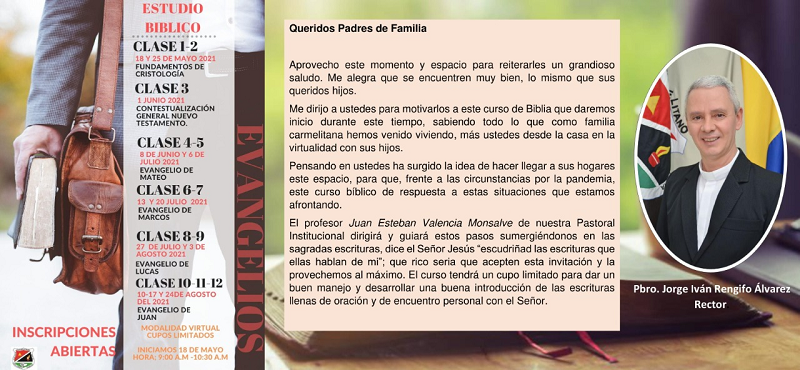 ESTUDIO
BIBLICO
CLASE 1-2
18 Y 25 DE MAYO 2021
FUNDAMENTOS DE
CRISTOLOGÍA
CLASE 3
1 JUNIO 2021
CONTESTUALIZACIÓN
GENERAL NUEVO
TESTAMENTO.
CLASE 4-5
8 DE JUNIO Y 6 DE
JULIO 2021
EVANGELIO DE
MATEO
CLASE 6-7
13 Y 20 JULIO 2021
EVANGELIO DE
MARCOS
CLASE 8-9
27 DE JULIO Y 3 DE
AGOSTO 2021
EVANGELIO DE
LUCAS
CLASE 10-11-12
10-17 Y 24DE AGOSTO
DEL 2021
EVANGELIO DE
JUAN
MODALIDAD VIRTUAL
CUPOS LIMITADOS
INICIAMOS 18 DE MAYO
HORA: 9:00 A.M -10:30 A.M
INSCRIPCIONES
ABIERTAS
EVANGELIOS
Queridos Padres de Familia
Aprovecho este momento y espacio para reiterarles un grandioso
saludo. Me alegra que se encuentren muy bien, lo mismo que sus
queridos hijos.
Me dirijo a ustedes para motivarlos a este curso de Biblia que daremos
inicio durante este tiempo, sabiendo todo lo que como familia
carmelitana hemos venido viviendo, más ustedes desde la casa en la
virtualidad con sus hijos.
Pensando en ustedes ha surgido la idea de hacer llegar a sus hogares
este espacio, para que, frente a las circunstancias por la pandemia,
este curso bíblico de respuesta a estas situaciones que estamos
afrontando.
El profesor Juan Esteban Valencia Monsalve de nuestra Pastoral
Institucional dirigirá y guiará estos pasos sumergiéndonos en las
sagradas escrituras, dice el Señor Jesús "escudriñad las escrituras que
ellas hablan de mi"; que rico seria que acepten esta invitación y la
provechemos al máximo. El curso tendrá un cupo limitado para dar un
buen manejo y desarrollar una buena introducción de las escrituras
llenas de oración y de encuentro personal con el Señor.
LITANO
Pbro. Jorge Iván Rengifo Álvarez
Rector